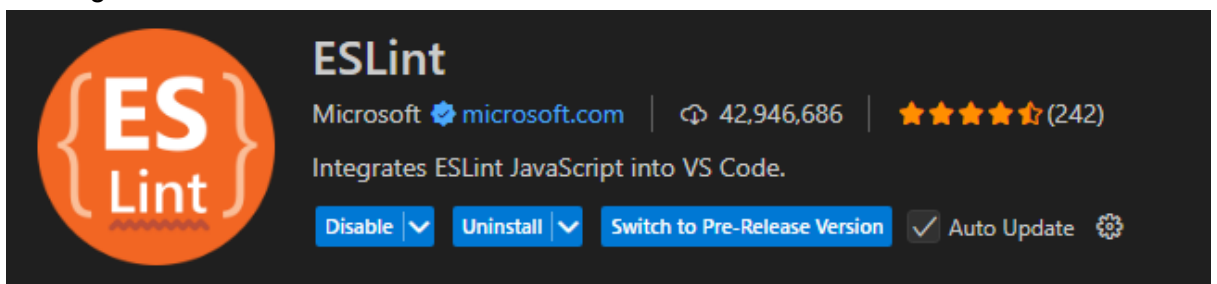 {ES
Lint}
ESLint
Microsoft microsoft.com | 42,946,686 | (242)
Integrates ESLint JavaScript into VS Code.
Disable Uninstall Switch to Pre-Release Version Auto Update